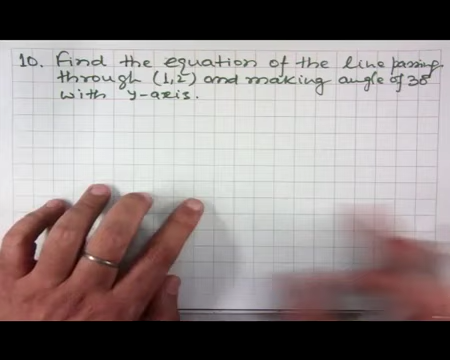 10. Find the equation of the line passing
through (1,2) and making angle of 30°
with y-axis.